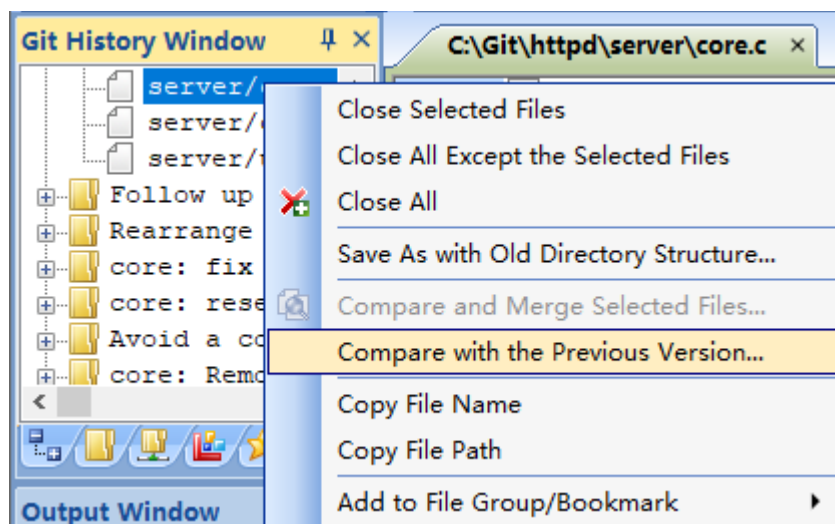 Git History Window
C:\Git\httpd\server\core.c
server/
server/
server/
Follow up
Rearrange
core: fix
core: rese
Avoid a co
core: Remo
Close Selected Files
Close All Except the Selected Files
Close All
Save As with Old Directory Structure...
Compare and Merge Selected Files...
Compare with the Previous Version...
Copy File Name
Copy File Path
Add to File Group/Bookmark
Output Window